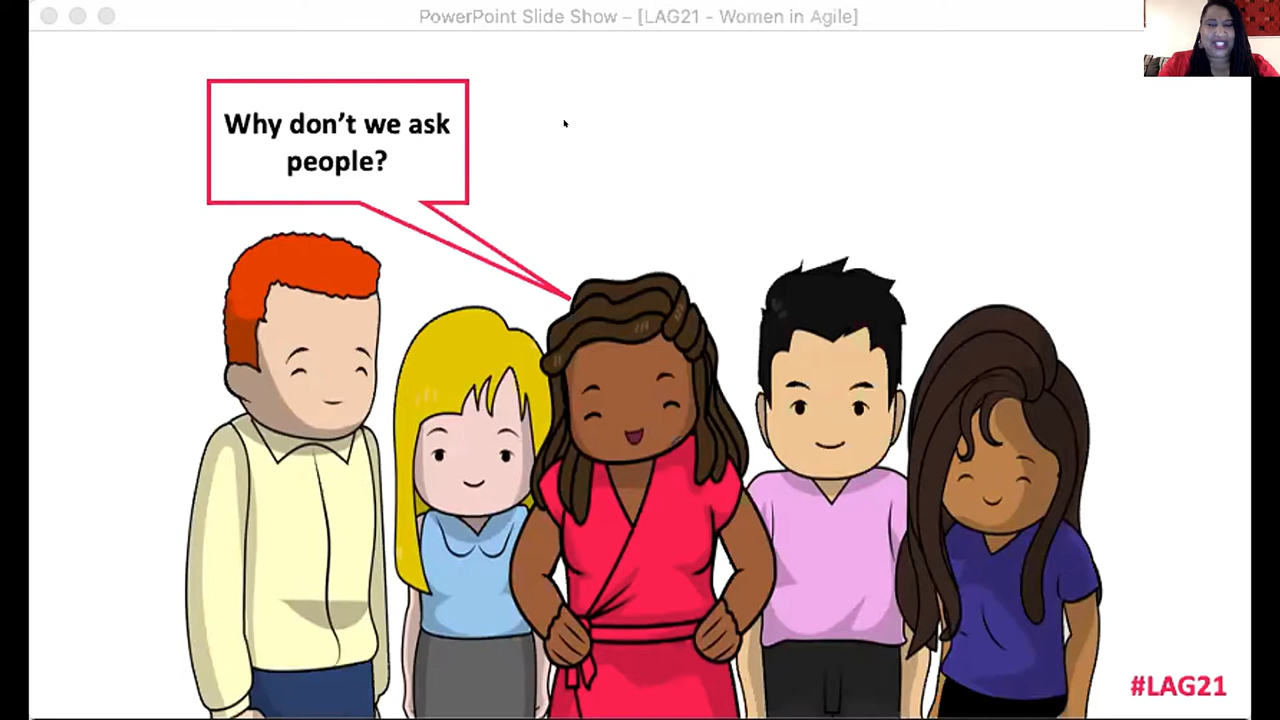 PowerPoint Slide Show – [LAG21 - Women in Agile]
Why don’t we ask
people?
#LAG21